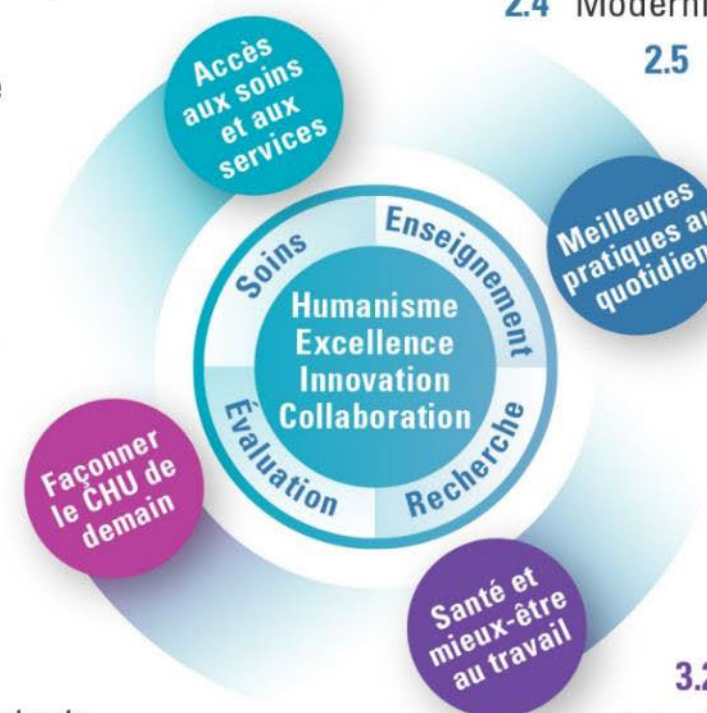 2.4 Moderni
2.5
Accès
aux soins
et aux
services
Meilleures
pratiques au
quotidien
Soins
Enseignement
Humanisme
Excellence
Innovation
Collaboration
Évaluation
Recherche
Façonner
le CHU de
demain
Santé et
mieux-être
au travail
3.2